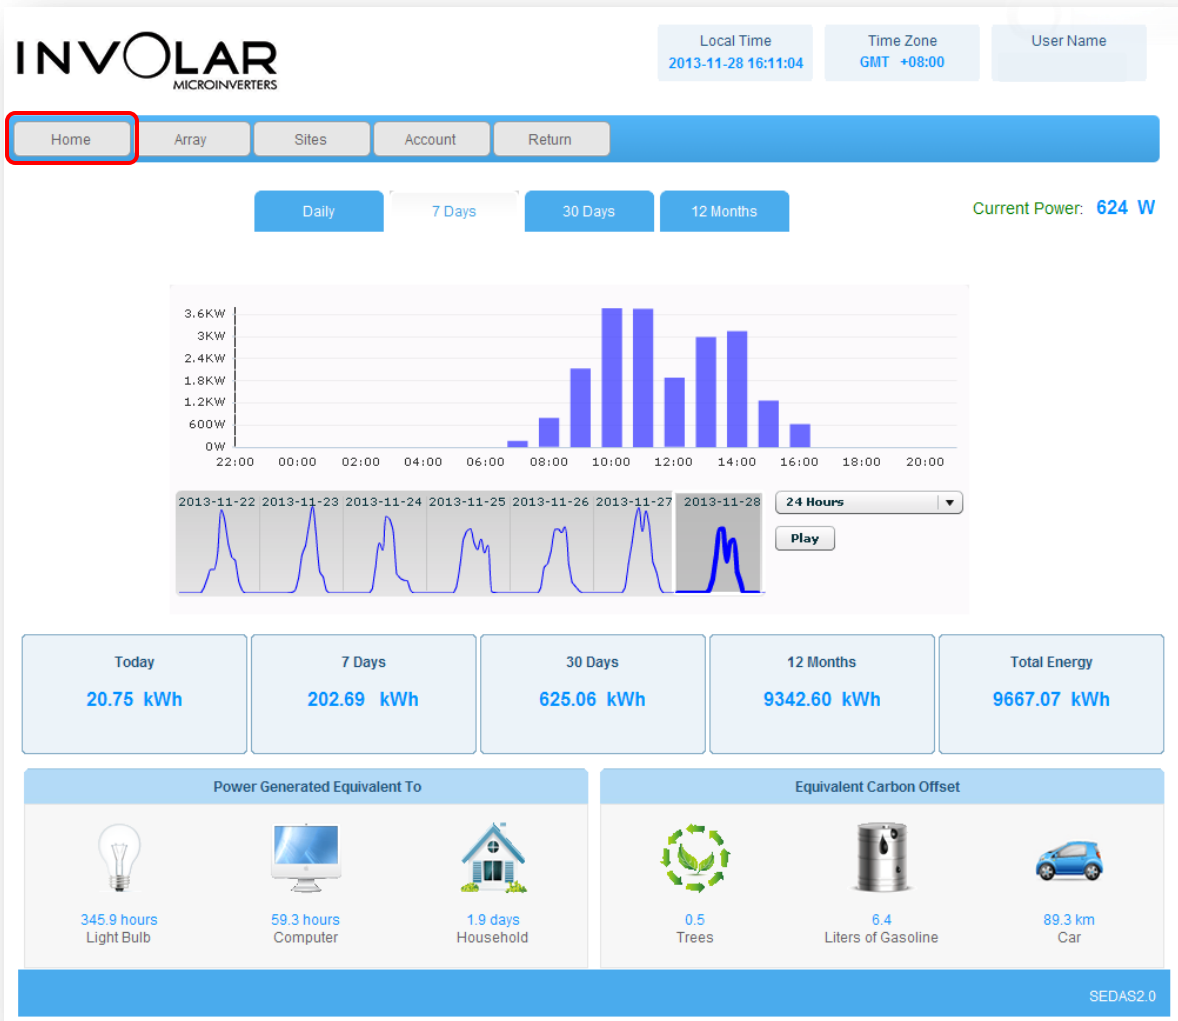 INVOLAR
MICROINVERTERS
Local Time
2013-11-28 16:11:04
Time Zone
GMT +08:00
User Name
Home
Array
Sites
Account
Return
Daily
7 Days
30 Days
12 Months
Current Power: 624 W
3.6KW
3KW
2.4KW
1.8KW
1.2KW
600W
0W
22:00 00:00 02:00 04:00 06:00 08:00 10:00 12:00 14:00 16:00 18:00 20:00
2013-11-22 2013-11-23 2013-11-24 2013-11-25 2013-11-26 2013-11-27 2013-11-28
24 Hours
Play
Today
20.75 kWh
7 Days
202.69 kWh
30 Days
625.06 kWh
12 Months
9342.60 kWh
Total Energy
9667.07 kWh
Power Generated Equivalent To
345.9 hours
Light Bulb
59.3 hours
Computer
1.9 days
Household
Equivalent Carbon Offset
0.5
Trees
6.4
Liters of Gasoline
89.3 km
Car
SEDAS2.0